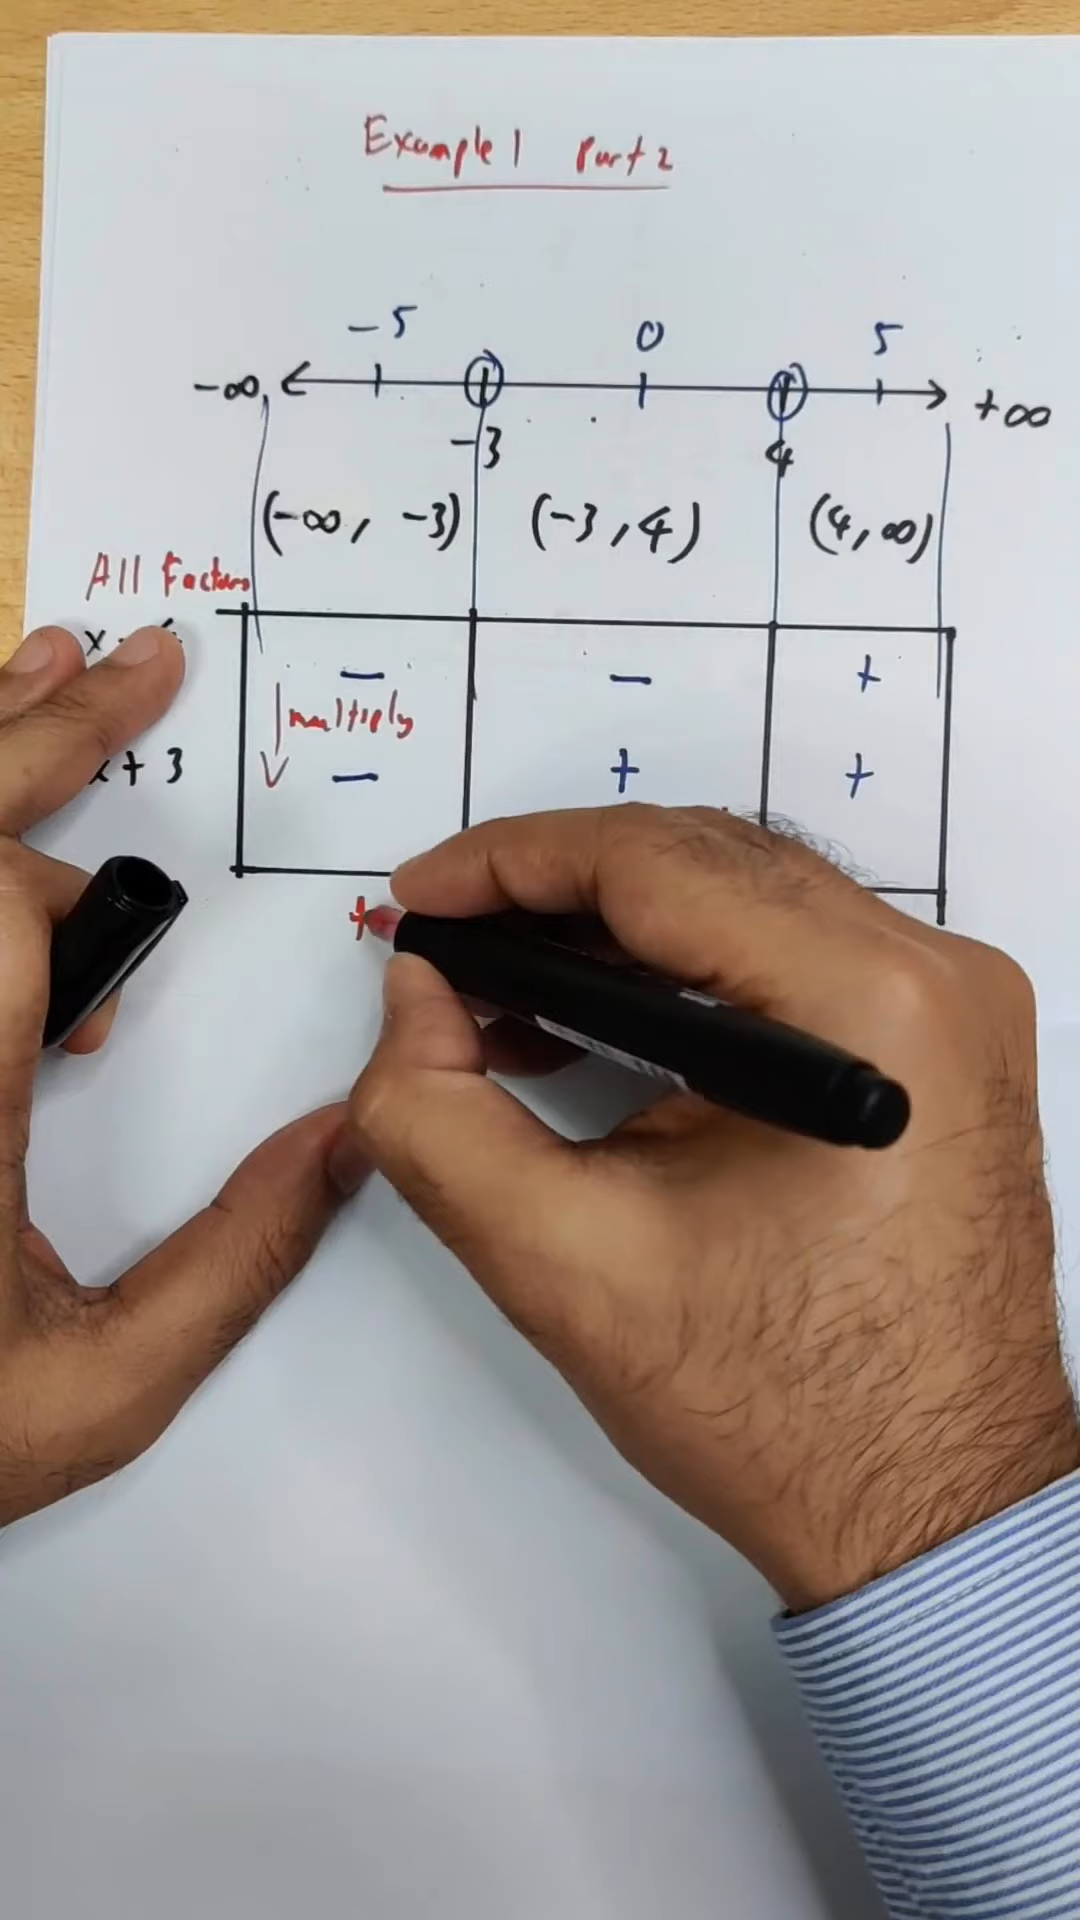 Example 1 Part 2
-5 0 5
-∞ +∞
-3 4
(-∞, -3) (-3, 4) (4, ∞)
All Factors
x
- - +
multiply
x + 3 - + +
+